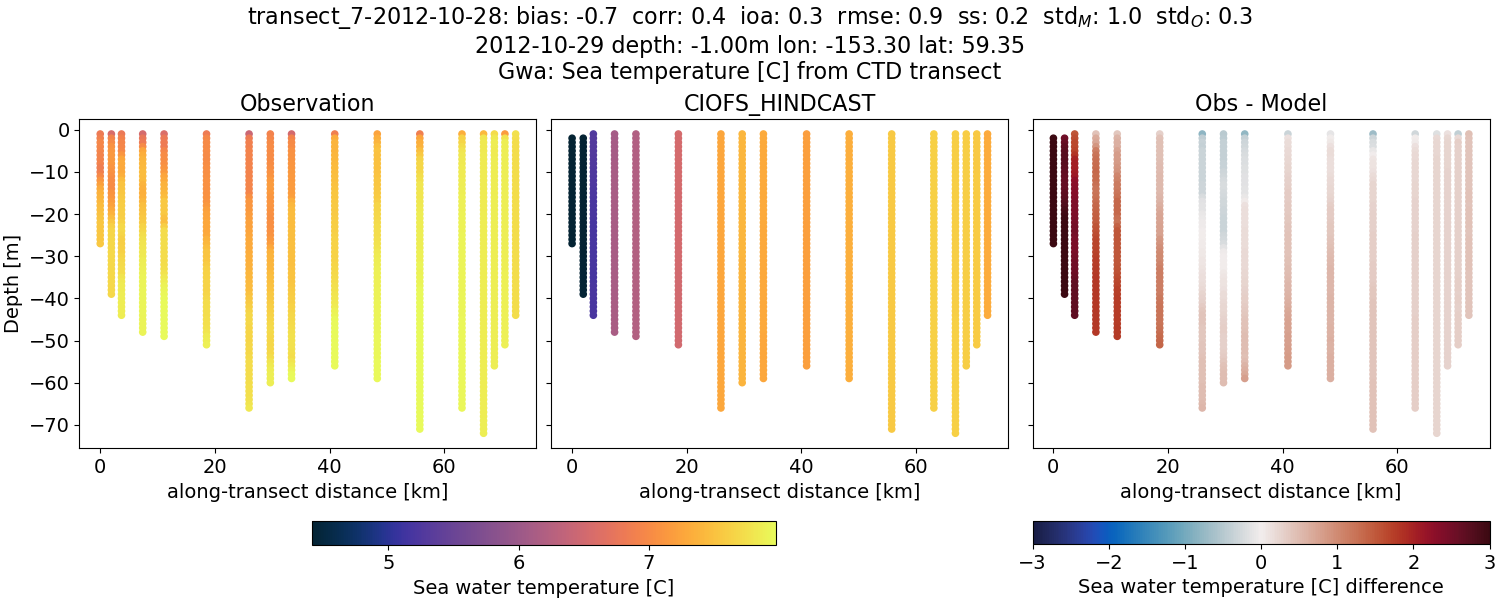 transect_7-2012-10-28: bias: -0.7  corr: 0.4  ioa: 0.3  rmse: 0.9  ss: 0.2  std_M: 1.0  std_O: 0.3
2012-10-29 depth: -1.00m lon: -153.30 lat: 59.35
Gwa: Sea temperature [C] from CTD transect
Observation
CIOFS_HINDCAST
Obs - Model
Depth [m]
0
−10
−20
−30
−40
−50
−60
−70
0 20 40 60
0 20 40 60
0 20 40 60
along-transect distance [km]
along-transect distance [km]
along-transect distance [km]
5 6 7
Sea water temperature [C]
−3 −2 −1 0 1 2 3
Sea water temperature [C] difference